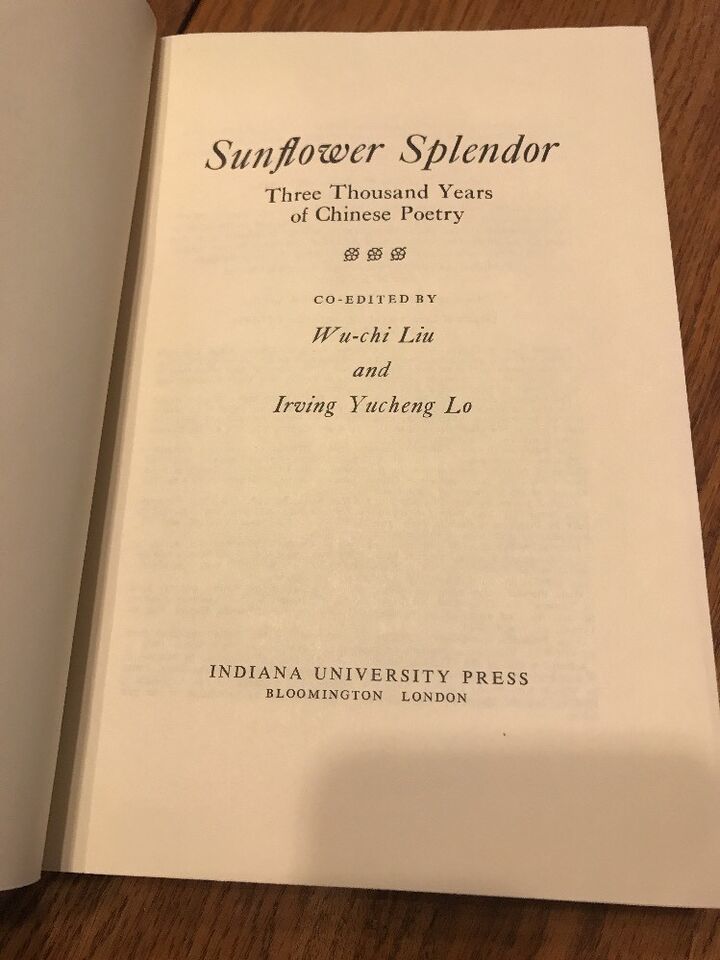 Sunflower Splendor
Three Thousand Years
of Chinese Poetry
CO-EDITED BY
Wu-chi Liu
and
Irving Yucheng Lo
INDIANA UNIVERSITY PRESS
BLOOMINGTON LONDON